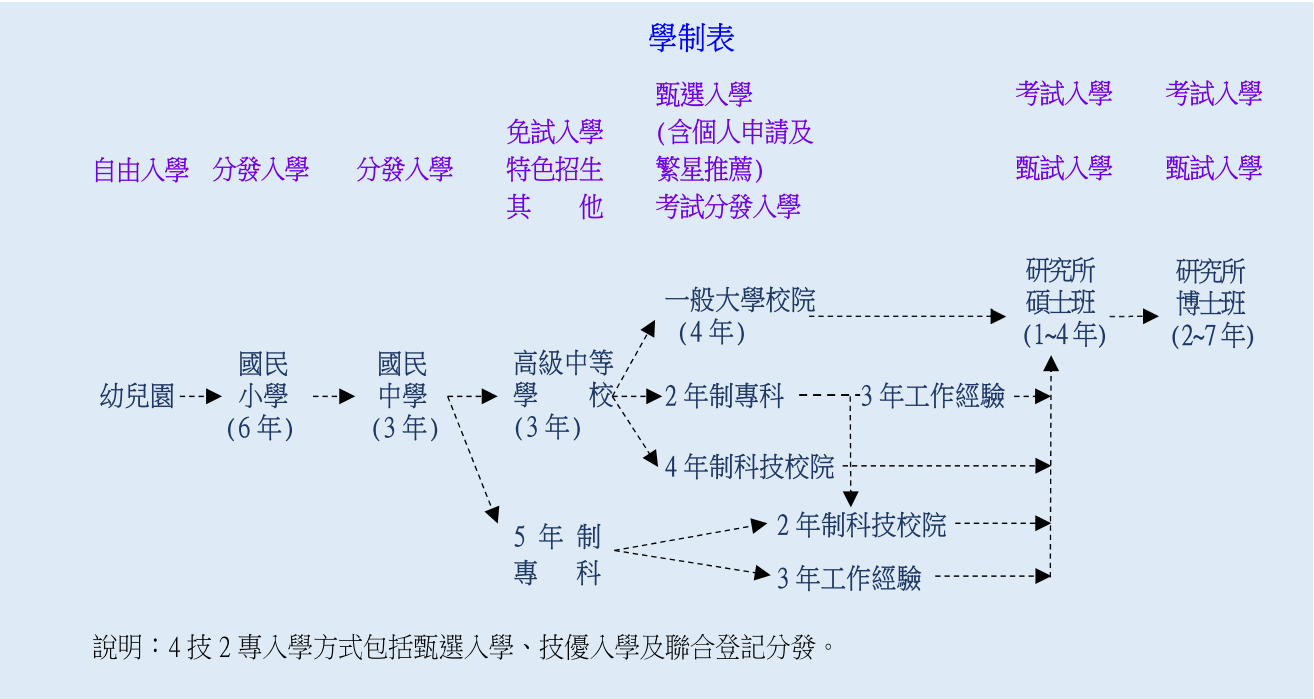 學制表
自由入學
分發入學
分發入學
免試入學
特色招生
其 他
甄選入學
(含個人申請及
繁星推薦)
考試分發入學
考試入學
甄試入學
考試入學
甄試入學
幼兒園
國民
小學
(6 年)
國民
中學
(3 年)
高級中等
學 校
(3 年)
5 年 制
專 科
一般大學校院
(4 年)
2 年制專科
3 年工作經驗
4 年制科技校院
2 年制科技校院
3 年工作經驗
研究所
碩士班
(1~4 年)
研究所
博士班
(2~7 年)
說明：4 技 2 專入學方式包括甄選入學、技優入學及聯合登記分發。